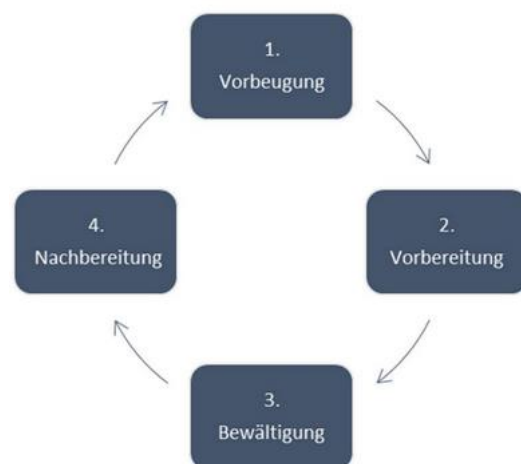 1.
Vorbeugung
2.
Vorbereitung
3.
Bewältigung
4.
Nachbereitung